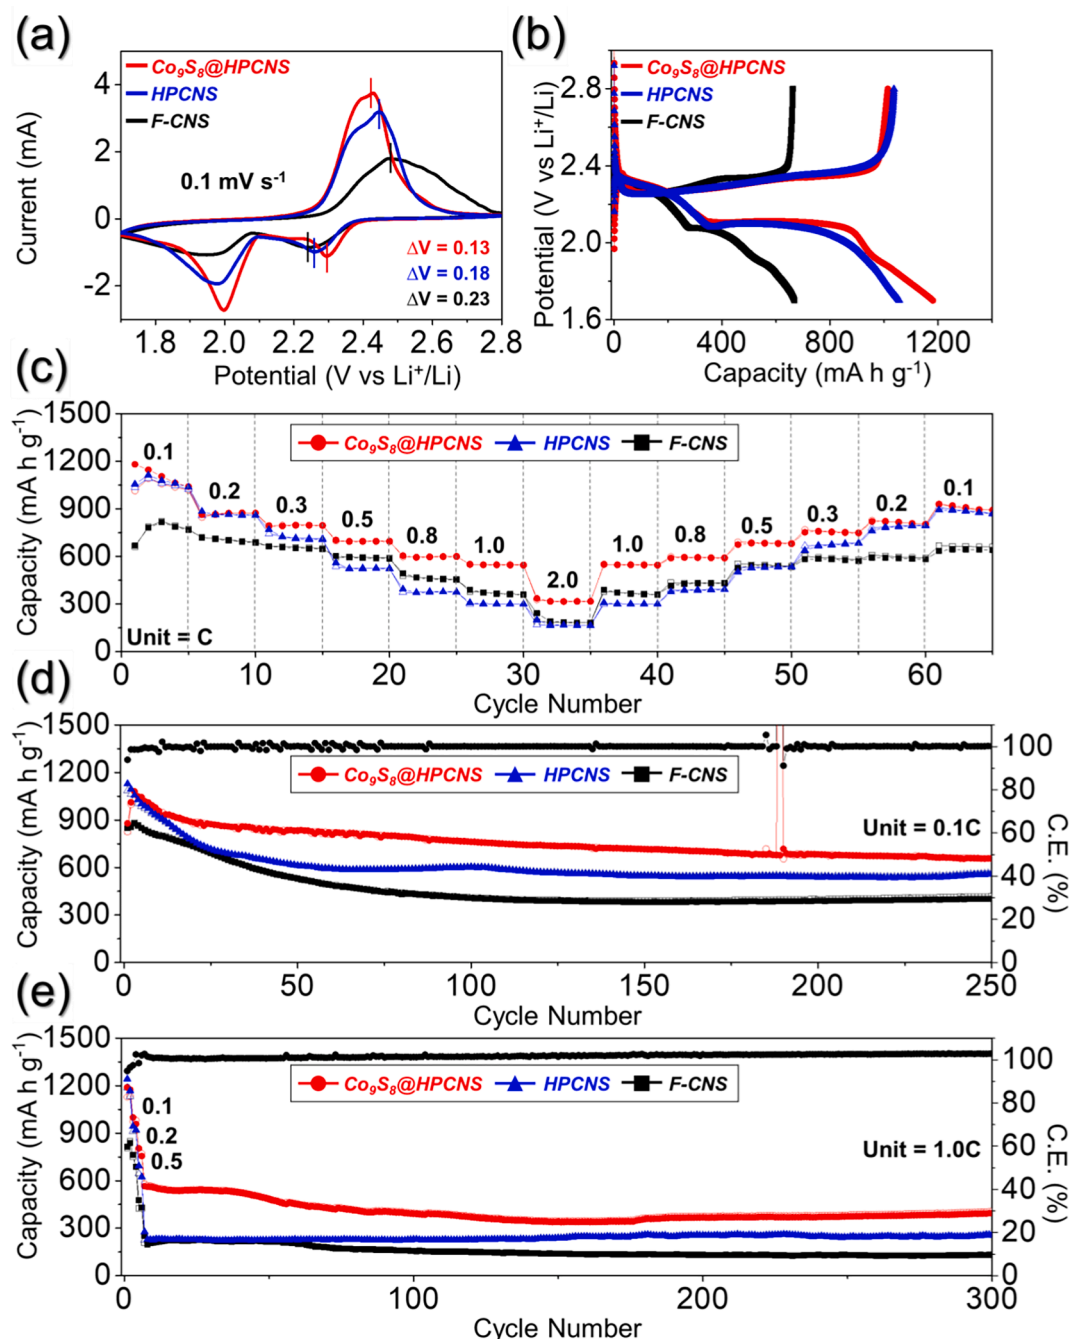 (a)
Co₉S₈@HPCNS
HPCNS
F-CNS
0.1 mV s⁻¹
ΔV = 0.13
ΔV = 0.18
ΔV = 0.23
4
2
0
-2
Current (mA)
1.8 2.0 2.2 2.4 2.6 2.8
Potential (V vs Li⁺/Li)
(b)
Co₉S₈@HPCNS
HPCNS
F-CNS
2.8
2.4
2.0
1.6
Potential (V vs Li⁺/Li)
0 400 800 1200
Capacity (mA h g⁻¹)
(c)
Co₉S₈@HPCNS HPCNS F-CNS
0.1 0.2 0.3 0.5 0.8 1.0 2.0 1.0 0.8 0.5 0.3 0.2 0.1
Unit = C
1500
1200
900
600
300
0
Capacity (mA h g⁻¹)
0 10 20 30 40 50 60
Cycle Number
(d)
Co₉S₈@HPCNS HPCNS F-CNS
Unit = 0.1C
1500
1200
900
600
300
0
Capacity (mA h g⁻¹)
100
80
60
40
20
0
C.E. (%)
0 50 100 150 200 250
Cycle Number
(e)
Co₉S₈@HPCNS HPCNS F-CNS
0.1
0.2
0.5
Unit = 1.0C
1500
1200
900
600
300
0
Capacity (mA h g⁻¹)
100
80
60
40
20
0
C.E. (%)
0 100 200 300
Cycle Number